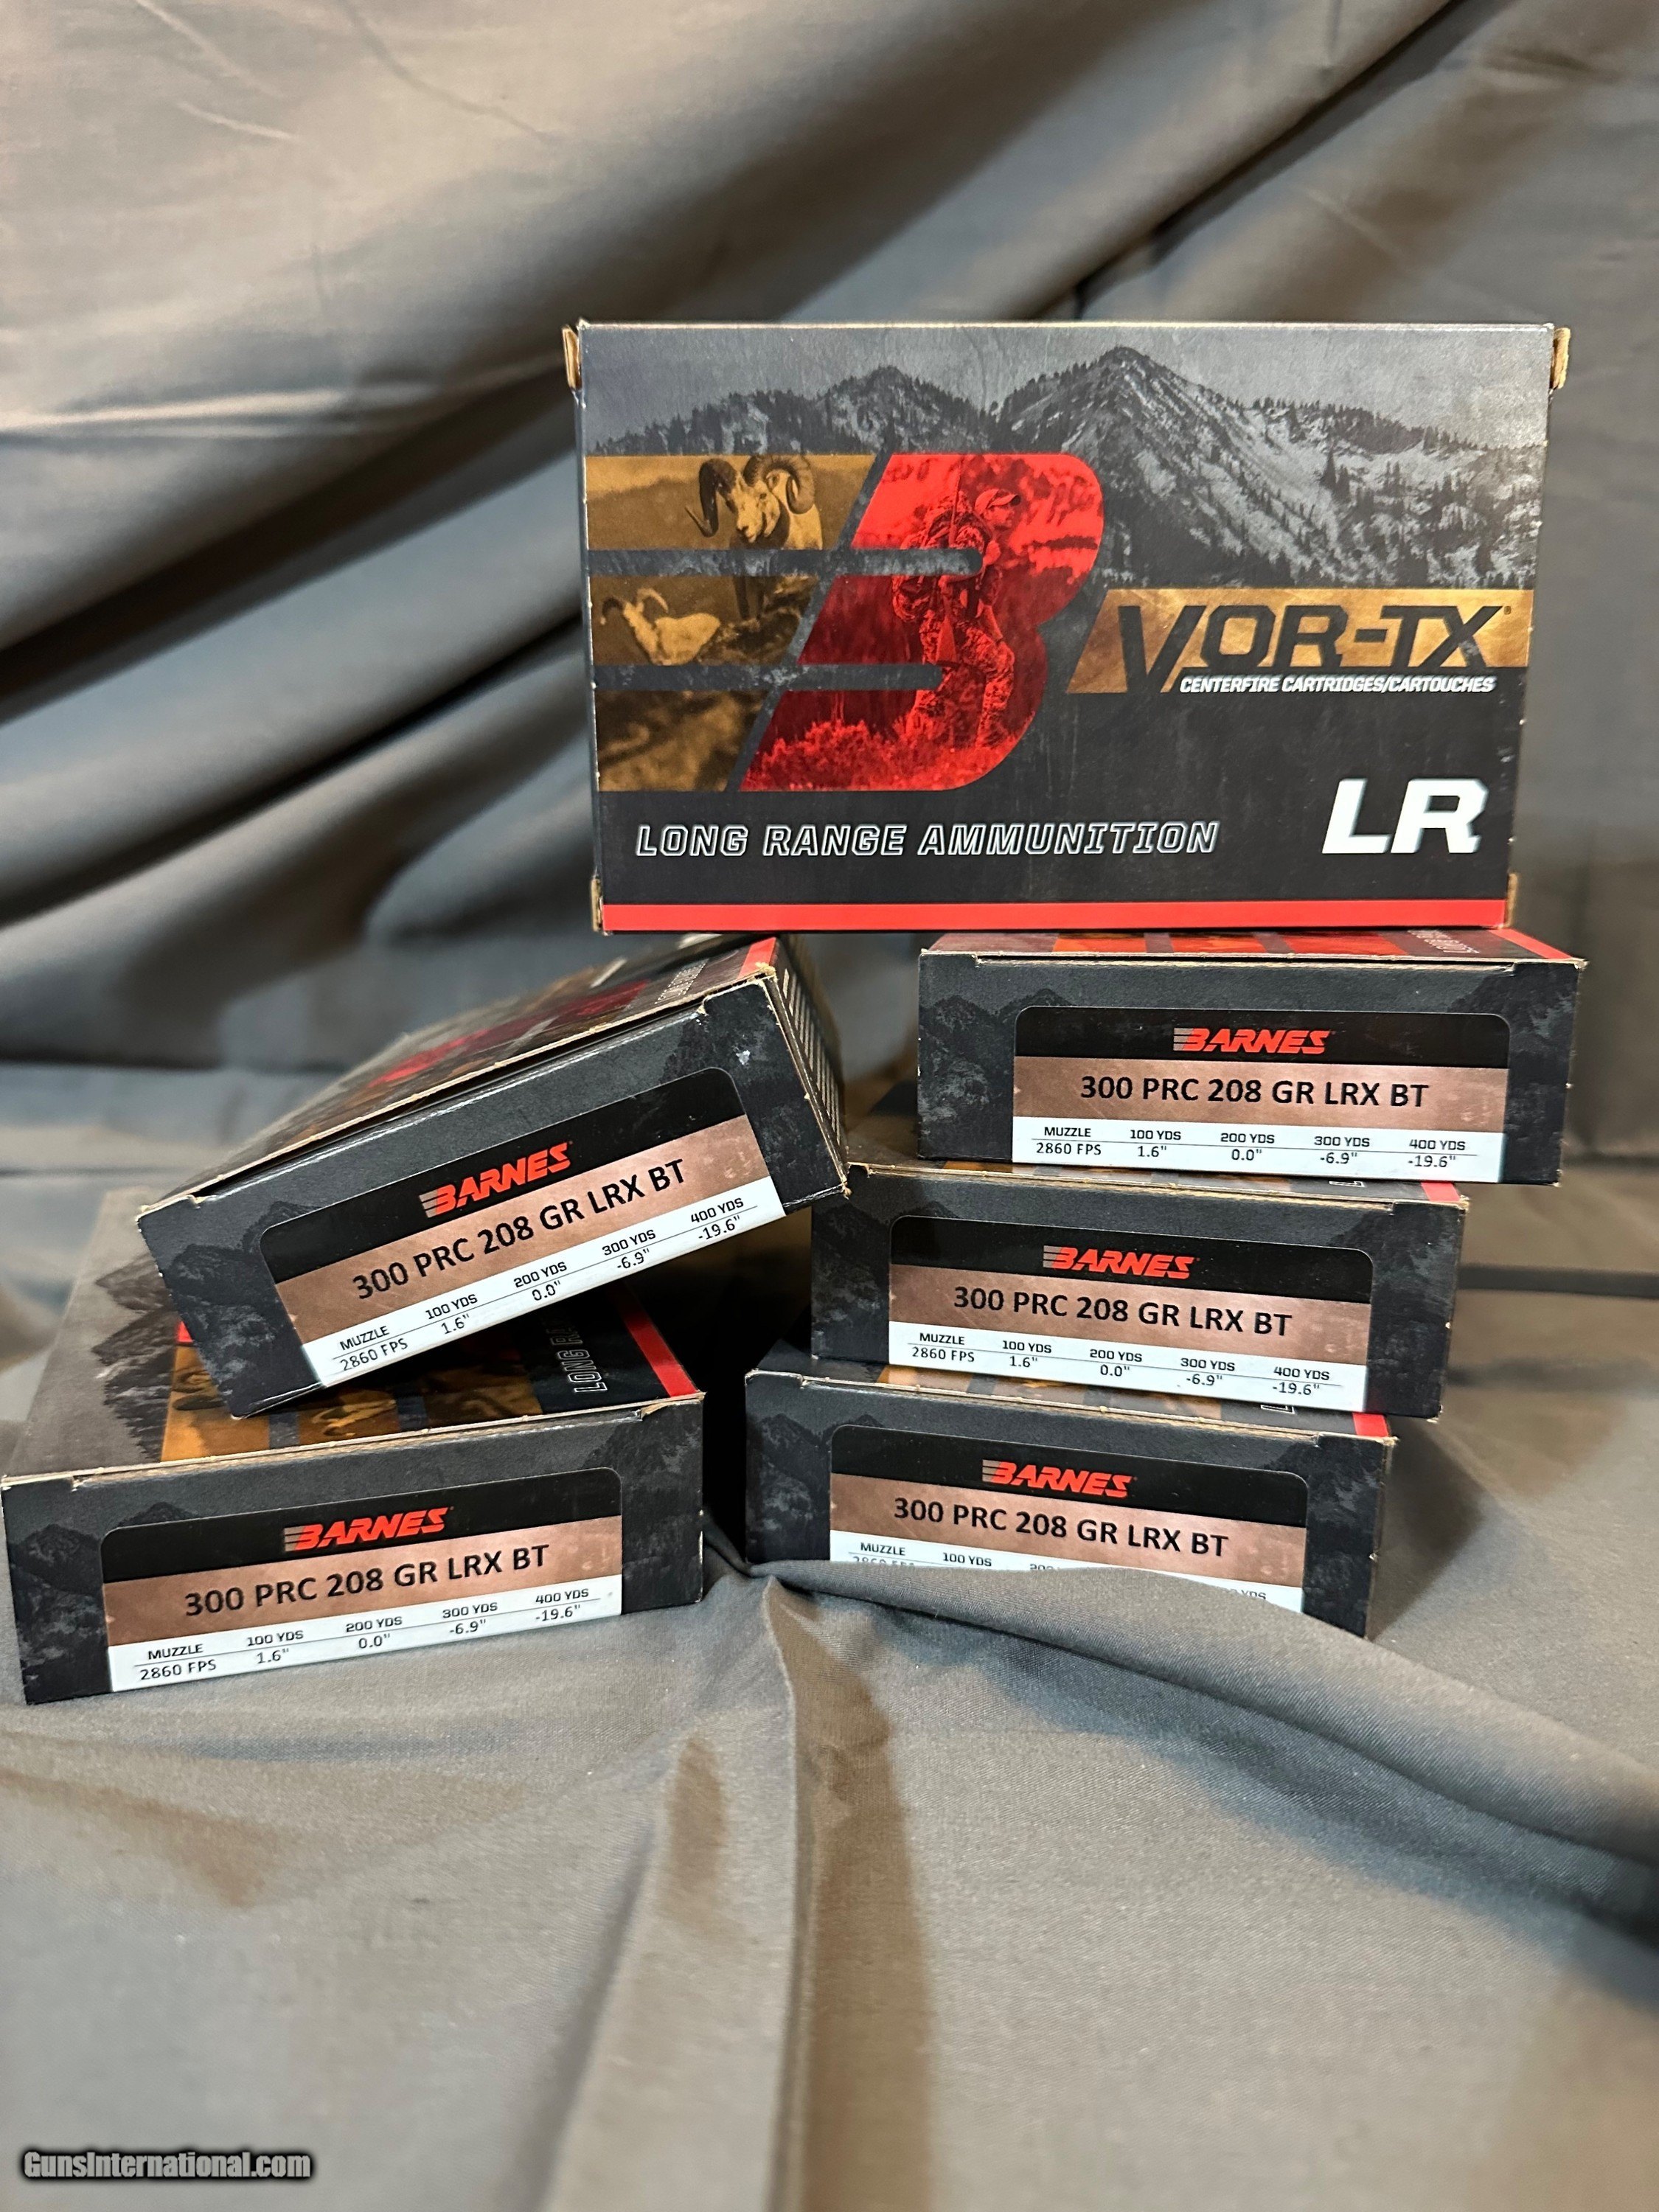 VOR-TX®
CENTERFIRE CARTRIDGES/CARTOUCHES
LR
LONG RANGE AMMUNITION
BARNES
300 PRC 208 GR LRX BT
MUZZLE 100 YDS 200 YDS 300 YDS 400 YDS
2860 FPS 1.6" 0.0" -6.9" -19.6"
BARNES
300 PRC 208 GR LRX BT
MUZZLE 100 YDS 200 YDS 300 YDS 400 YDS
2860 FPS 1.6" 0.0" -6.9" -19.6"
BARNES
300 PRC 208 GR LRX BT
MUZZLE 100 YDS 200 YDS 300 YDS 400 YDS
2860 FPS 1.6" 0.0" -6.9" -19.6"
LONG
BARNES
300 PRC 208 GR LRX BT
MUZZLE 100 YDS 200 YDS 300 YDS 400 YDS
2860 FPS 1.6" 0.0" -6.9" -19.6"
BARNES
300 PRC 208 GR LRX BT
MUZZLE 100 YDS
2860 FPS
GunsInternational.com